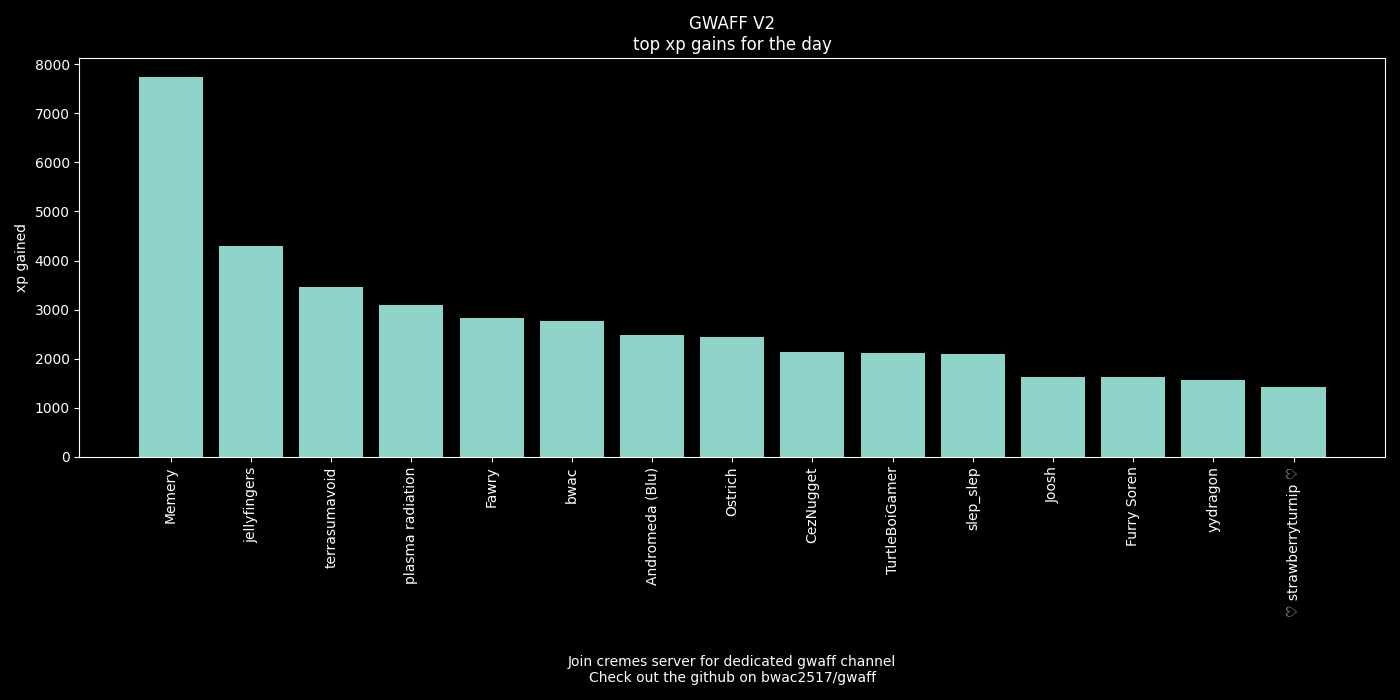 GWAFF V2
top xp gains for the day
8000
7000
6000
5000
4000
3000
2000
1000
0
xp gained
Memery
jellyfingers
terrasumavoid
plasma radiation
Fawry
bwac
Andromeda (Blu)
Ostrich
CezNugget
TurtleBoiGamer
slep_slep
Joosh
Furry Soren
yydragon
♡ strawberryturnip ♡
Join cremes server for dedicated gwaff channel
Check out the github on bwac2517/gwaff